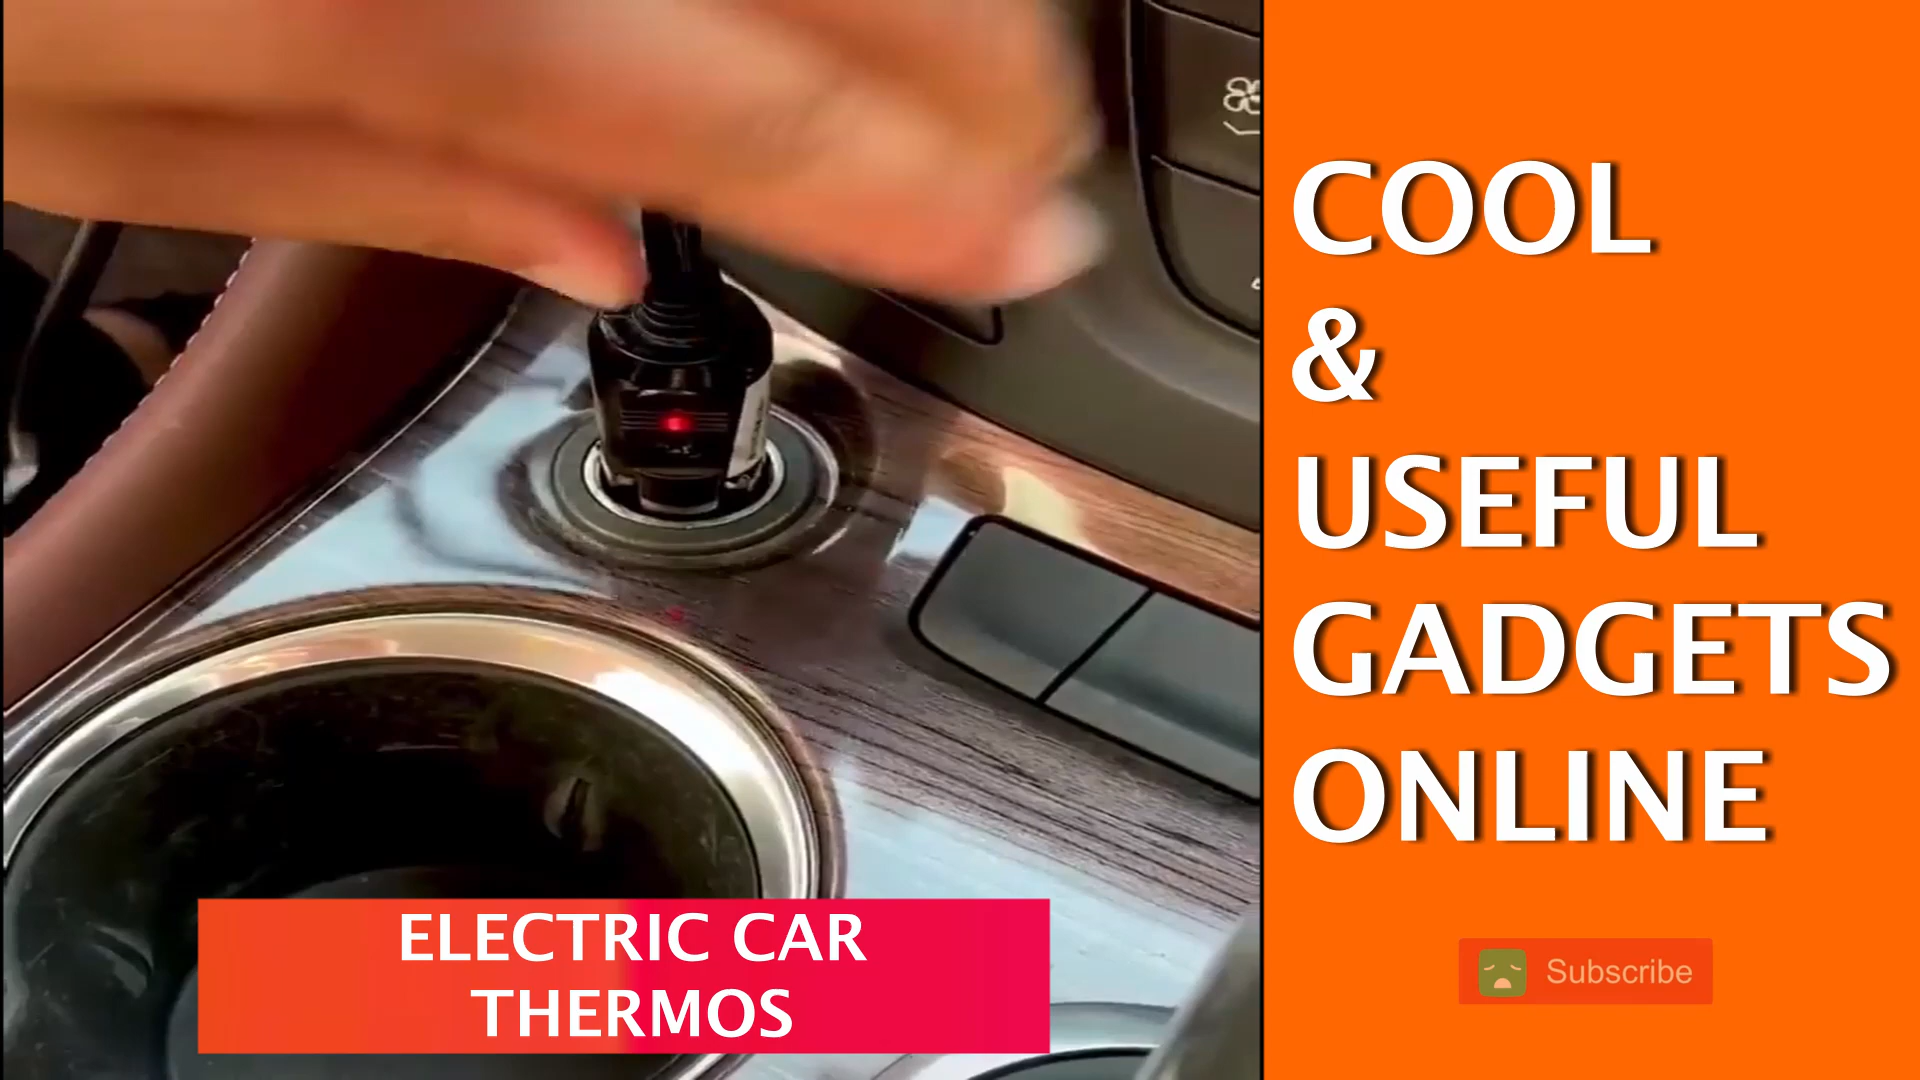 COOL
&
USEFUL
GADGETS
ONLINE
ELECTRIC CAR
THERMOS
Subscribe